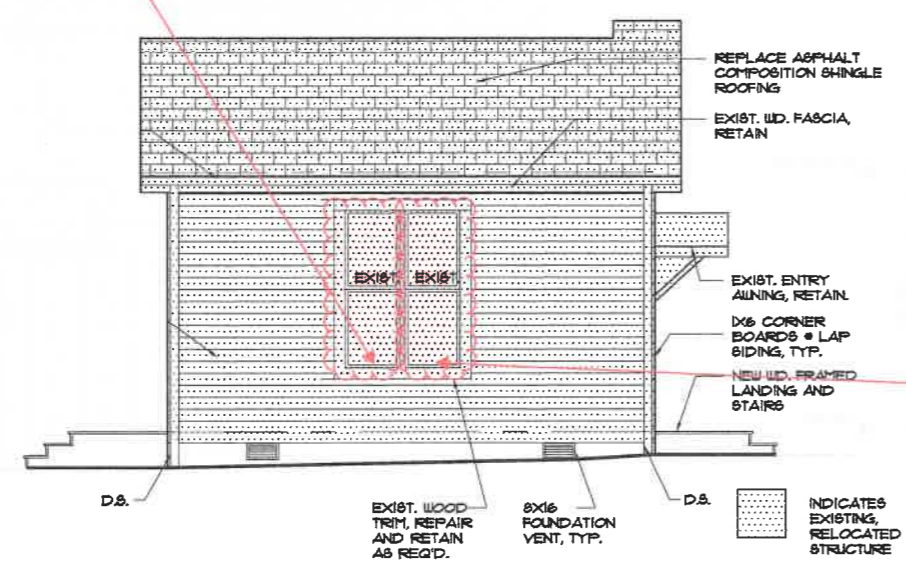 REPLACE ASPHALT
COMPOSITION SHINGLE
ROOFING
EXIST. WD. FASCIA,
RETAIN
EXIST.
EXIST.
EXIST. ENTRY
AWNING, RETAIN.
1X6 CORNER
BOARDS @ LAP
SIDING, TYP.
NEW WD. FRAMED
LANDING AND
STAIRS
D.S.
EXIST. WOOD
TRIM, REPAIR
AND RETAIN
AS REQ'D.
8X16
FOUNDATION
VENT, TYP.
D.S.
INDICATES
EXISTING,
RELOCATED
STRUCTURE